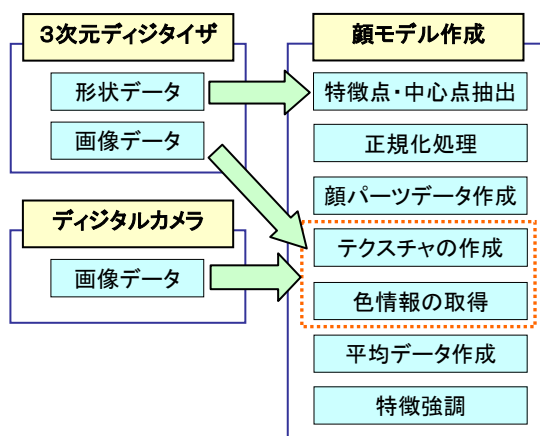 3次元ディジタイザ
形状データ
画像データ
ディジタルカメラ
画像データ
顔モデル作成
特徴点・中心点抽出
正規化処理
顔パーツデータ作成
テクスチャの作成
色情報の取得
平均データ作成
特徴強調